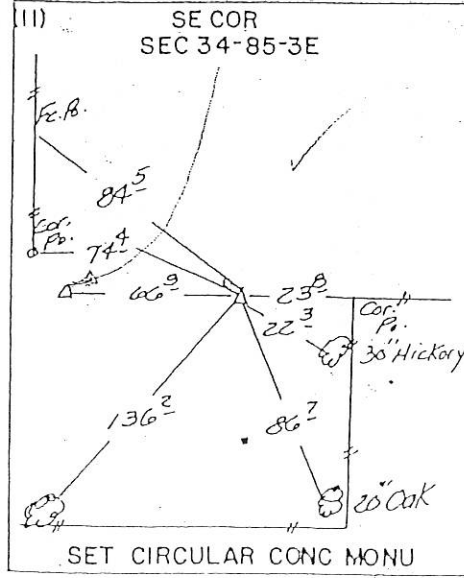 (11)
SE COR
SEC 34-85-3E
Fc. Po.
84 5
Cor. Po.
74 4
66 9
23 8
22 3
Cor. Po.
30" Hickory
136 2
86 7
20" Oak
SET CIRCULAR CONC MONU